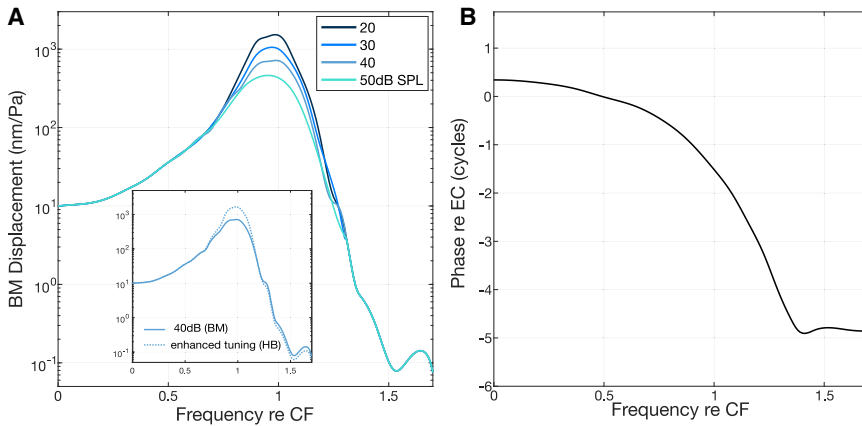 A
BM Displacement (nm/Pa)
10³
10²
10¹
10⁰
10⁻¹
20
30
40
50dB SPL
10³
10²
10¹
10⁰
10⁻¹
40dB (BM)
enhanced tuning (HB)
0 0.5 1 1.5
0 0.5 1 1.5
Frequency re CF
B
Phase re EC (cycles)
1
0
-1
-2
-3
-4
-5
-6
0 0.5 1 1.5
Frequency re CF